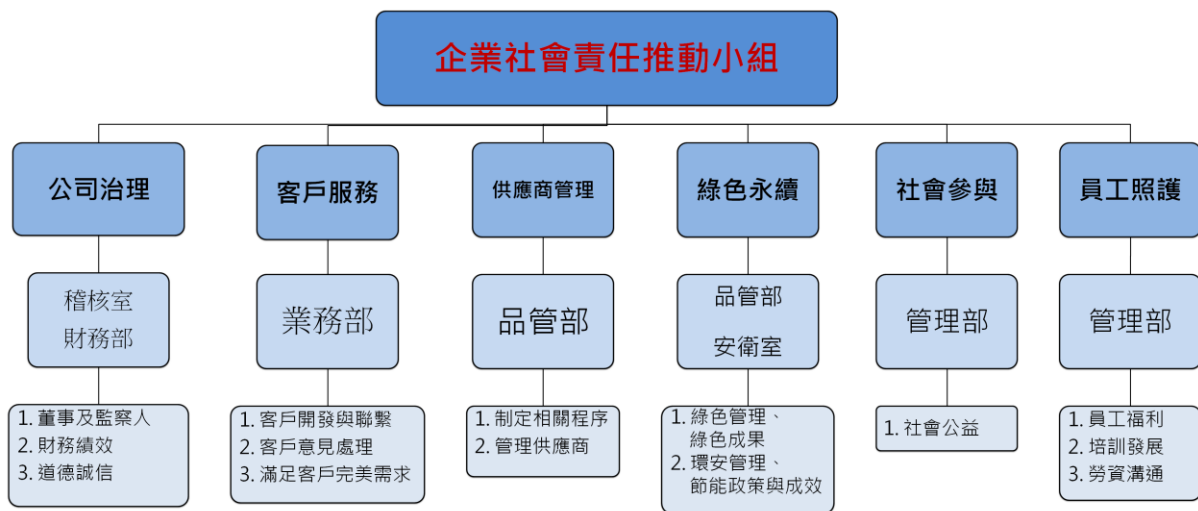 企業社會責任推動小組
公司治理
客戶服務
供應商管理
綠色永續
社會參與
員工照護
稽核室
財務部
業務部
品管部
品管部
安衛室
管理部
管理部
1. 董事及監察人
2. 財務績效
3. 道德誠信
1. 客戶開發與聯繫
2. 客戶意見處理
3. 滿足客戶完美需求
1. 制定相關程序
2. 管理供應商
1. 綠色管理、
綠色成果
2. 環安管理、
節能政策與成效
1. 社會公益
1. 員工福利
2. 培訓發展
3. 勞資溝通